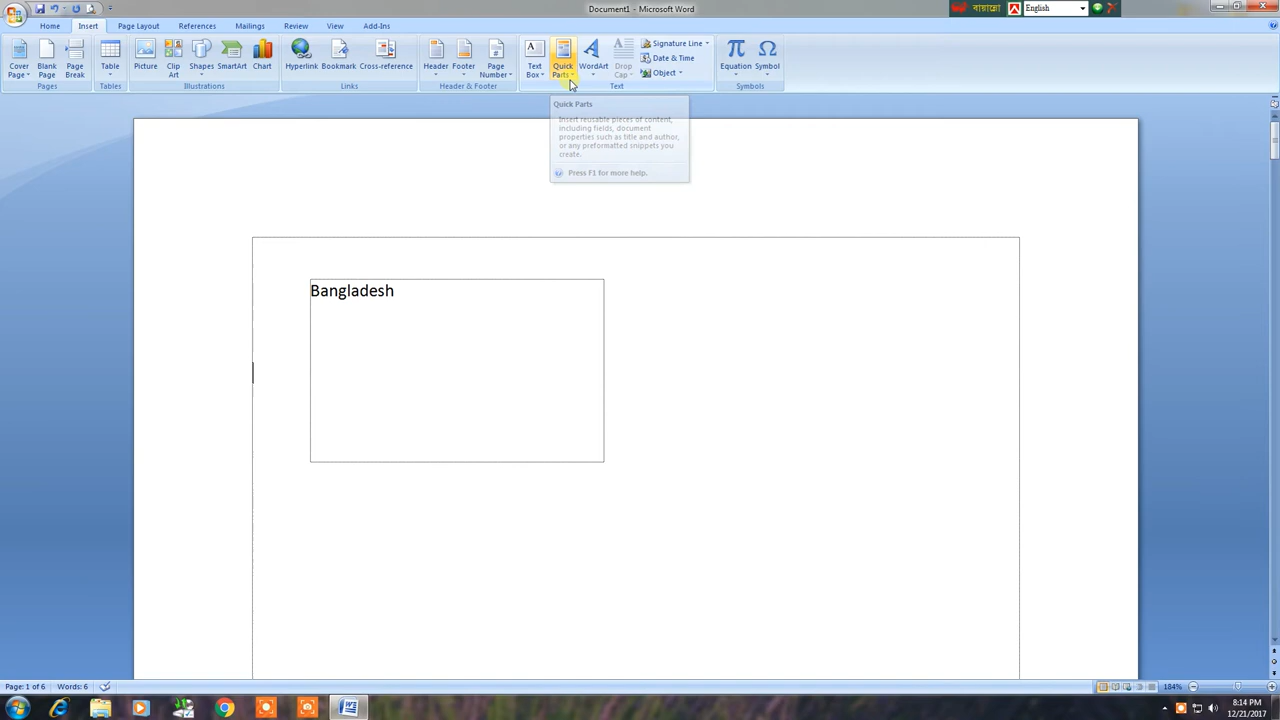 Document1 - Microsoft Word
বায়ান্নো
English
Home Insert Page Layout References Mailings Review View Add-Ins
Cover Page
Blank Page
Page Break
Table
Picture
Clip Art
Shapes
SmartArt
Chart
Hyperlink
Bookmark
Cross-reference
Header
Footer
Page Number
Text Box
Quick Parts
WordArt
Drop Cap
Signature Line
Date & Time
Object
Equation
Symbol
Pages Tables Illustrations Links Header & Footer Text Symbols
Quick Parts
Insert reusable pieces of content,
including fields, document
properties such as title and author,
or any preformatted snippets you
create.
Press F1 for more help.
Bangladesh
Page: 1 of 6 Words: 6 184%
8:14 PM
12/21/2017